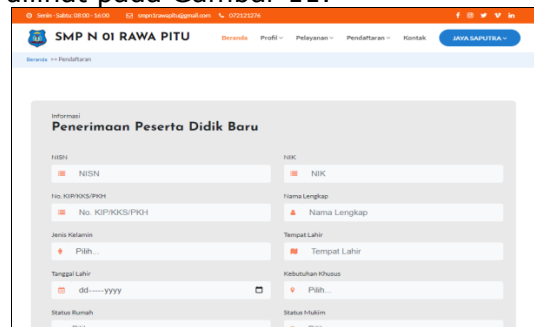 dilihat pada Gambar 11.
Senin - Sabtu: 08:00 - 16:00 smpn1rawapitu@gmail.com 072121276
SMP N 01 RAWA PITU Beranda Profil Pelayanan Pendaftaran Kontak JAYA SAPUTRA
Beranda >> Pendaftaran
Informasi
Penerimaan Peserta Didik Baru
NISN NIK
NISN NIK
No. KIP/KKS/PKH Nama Lengkap
No. KIP/KKS/PKH Nama Lengkap
Jenis Kelamin Tempat Lahir
Pilih... Tempat Lahir
Tanggal Lahir Kebutuhan Khusus
dd-----yyyy Pilih...
Status Rumah Status Mukim